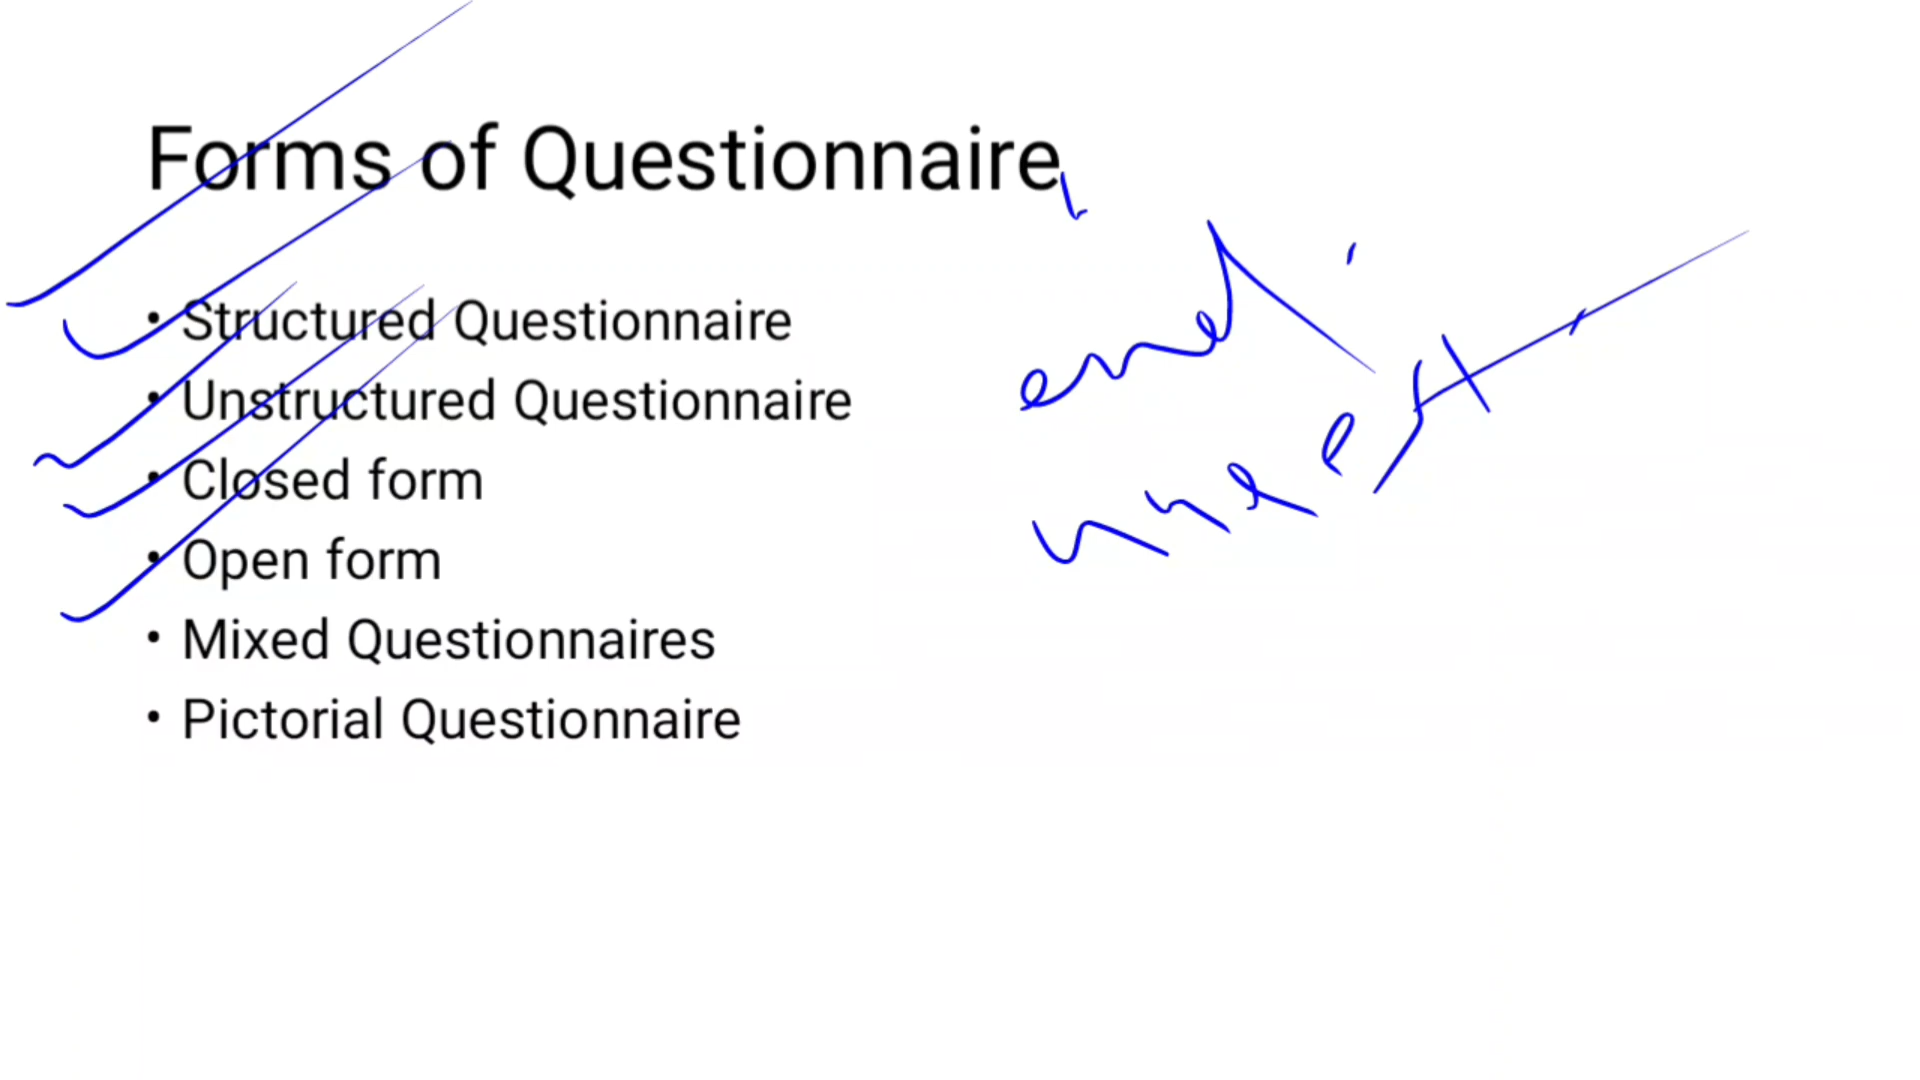 Forms of Questionnaire
• Structured Questionnaire
• Unstructured Questionnaire
• Closed form
• Open form
• Mixed Questionnaires
• Pictorial Questionnaire